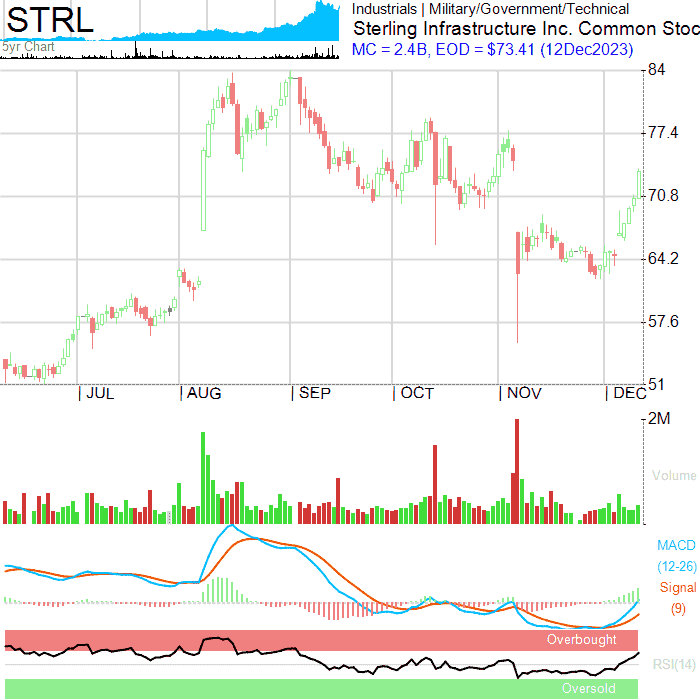 STRL
5yr Chart
Industrials | Military/Government/Technical
Sterling Infrastructure Inc. Common Stoc
MC = 2.4B, EOD = $73.41 (12Dec2023)
84
77.4
70.8
64.2
57.6
51
JUL AUG SEP OCT NOV DEC
2M
Volume
MACD
(12-26)
Signal
(9)
Overbought
RSI(14)
Oversold